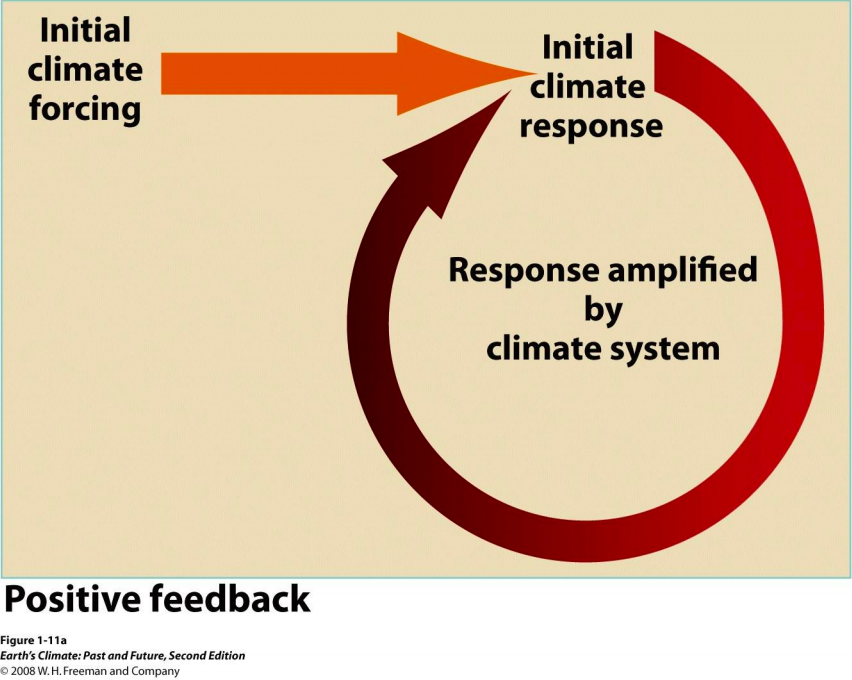 Initial
climate
forcing
Initial
climate
response
Response amplified
by
climate system
Positive feedback
Figure 1-11a
Earth's Climate: Past and Future, Second Edition
© 2008 W. H. Freeman and Company